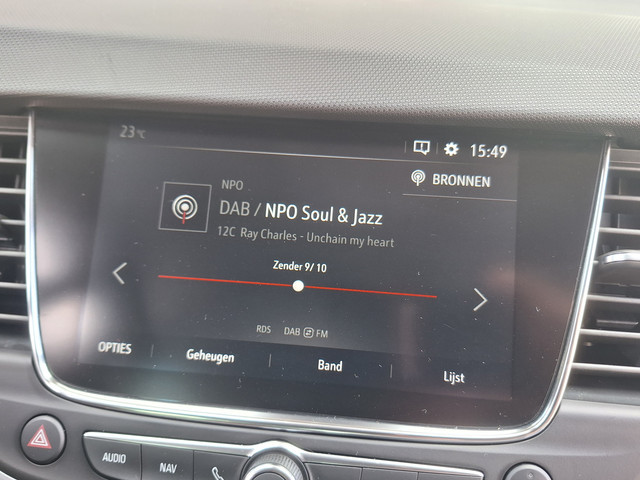 23 °C
15:49
BRONNEN
NPO
DAB / NPO Soul & Jazz
12C Ray Charles - Unchain my heart
Zender 9/10
RDS DAB FM
OPTIES Geheugen Band Lijst
AUDIO NAV